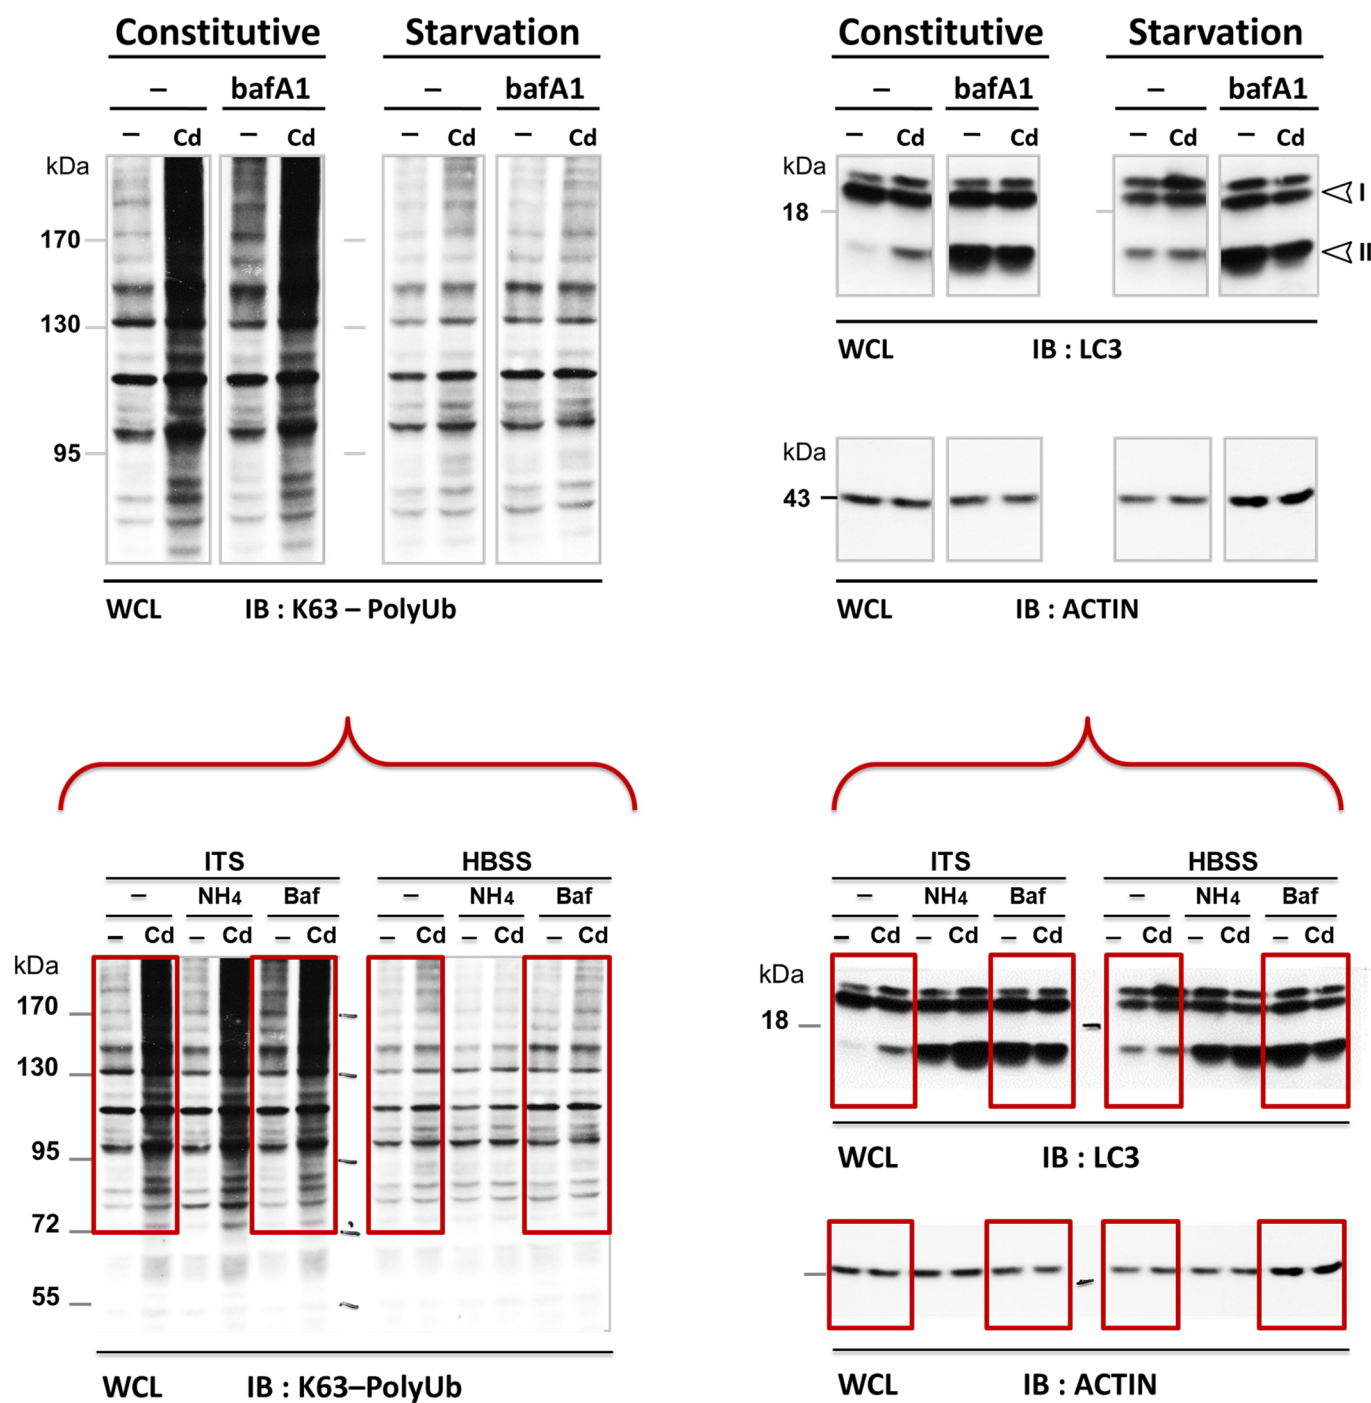 Constitutive Starvation
– bafA1 – bafA1
– Cd – Cd – Cd – Cd
kDa
170
130
95
WCL IB : K63 – PolyUb
Constitutive Starvation
– bafA1 – bafA1
– Cd – Cd – Cd – Cd
kDa
18
I
II
WCL IB : LC3
kDa
43
WCL IB : ACTIN
ITS HBSS
– NH4 Baf – NH4 Baf
– Cd – Cd – Cd – Cd – Cd – Cd
kDa
170
130
95
72
55
WCL IB : K63–PolyUb
ITS HBSS
– NH4 Baf – NH4 Baf
– Cd – Cd – Cd – Cd – Cd – Cd
kDa
18
WCL IB : LC3
WCL IB : ACTIN